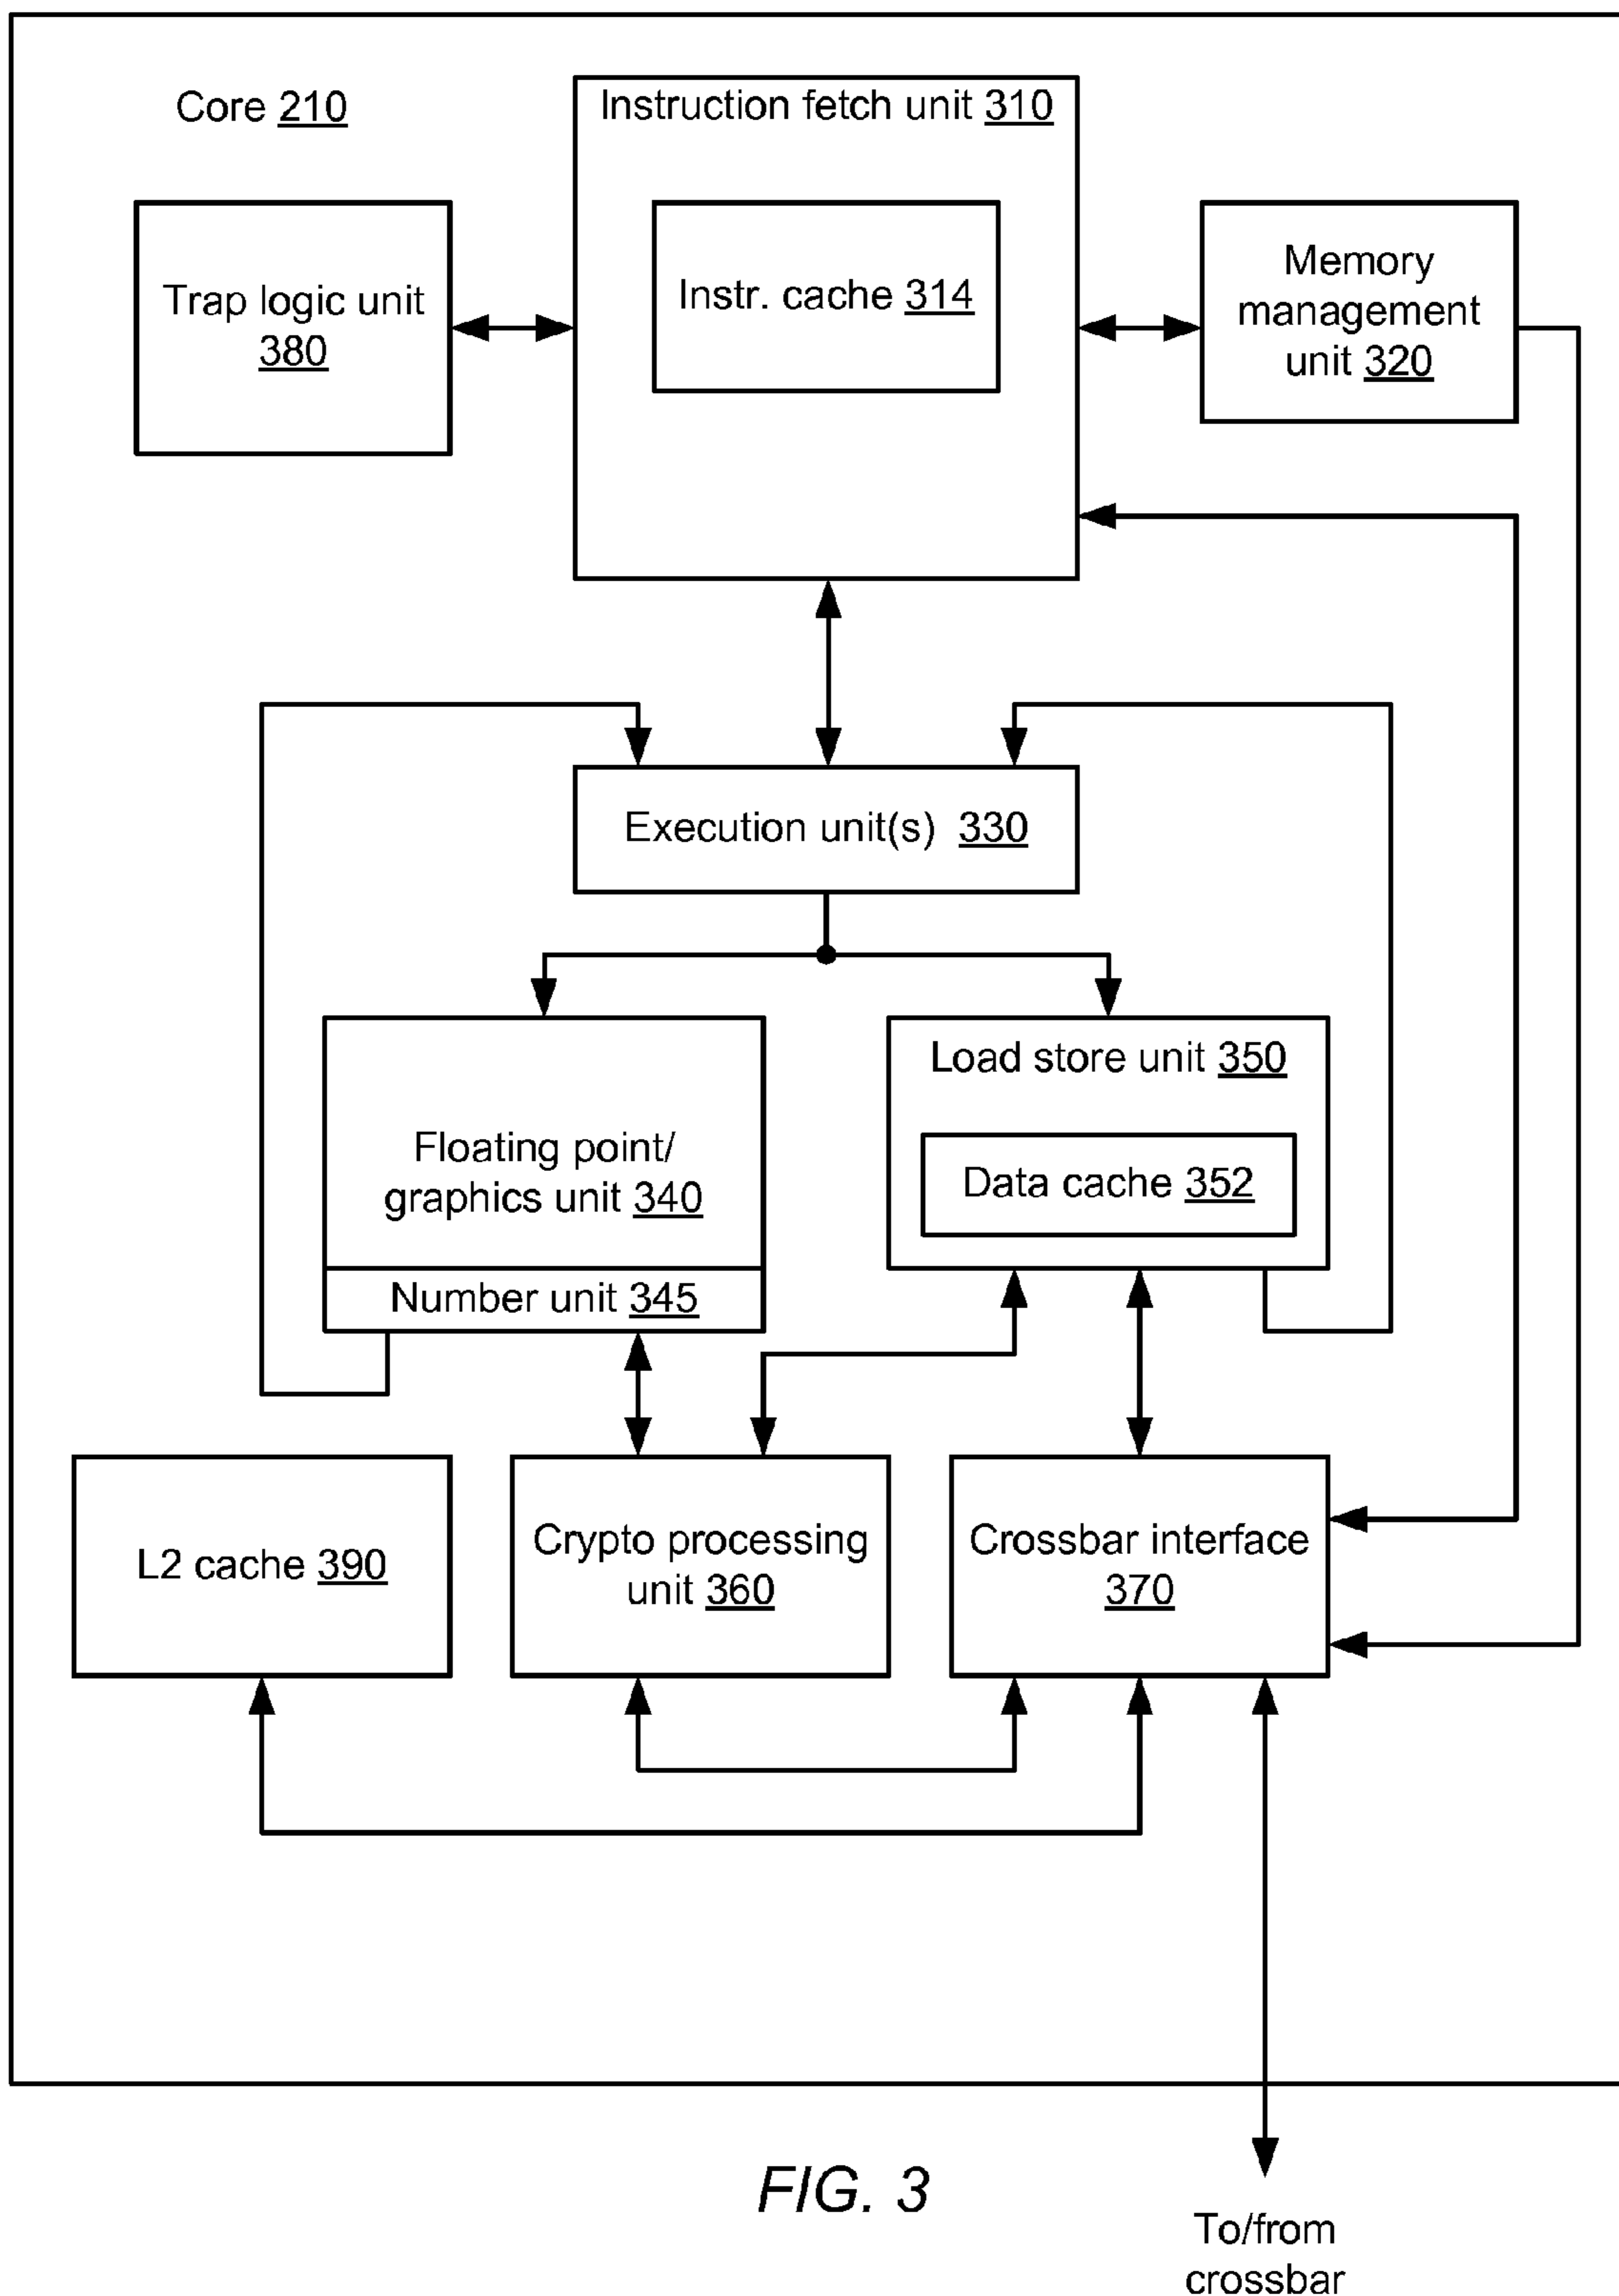 Core 210
Instruction fetch unit 310
Instr. cache 314
Trap logic unit
380
Memory
management
unit 320
Execution unit(s) 330
Floating point/
graphics unit 340
Number unit 345
Load store unit 350
Data cache 352
L2 cache 390
Crypto processing
unit 360
Crossbar interface
370
FIG. 3
To/from
crossbar